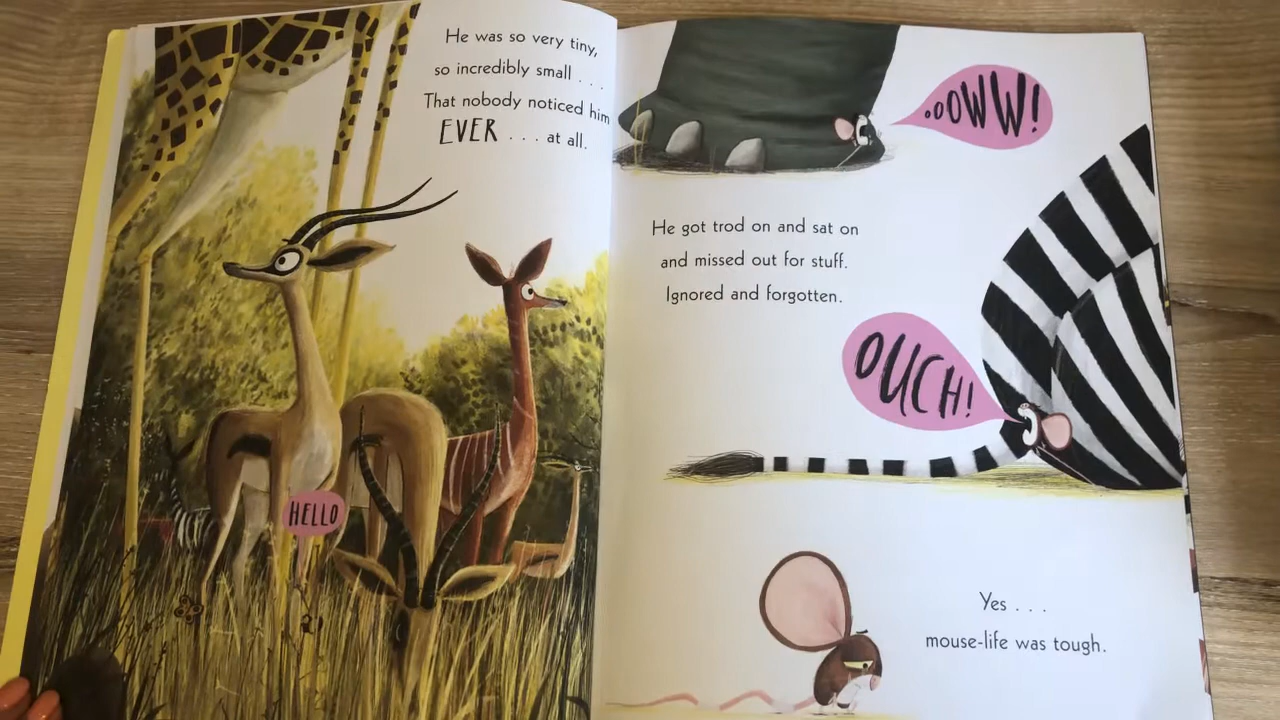 He was so very tiny,
so incredibly small . . .
That nobody noticed him
EVER . . . at all.
HELLO
..OWW!
He got trod on and sat on
and missed out for stuff.
Ignored and forgotten.
OUCH!
Yes . . .
mouse-life was tough.